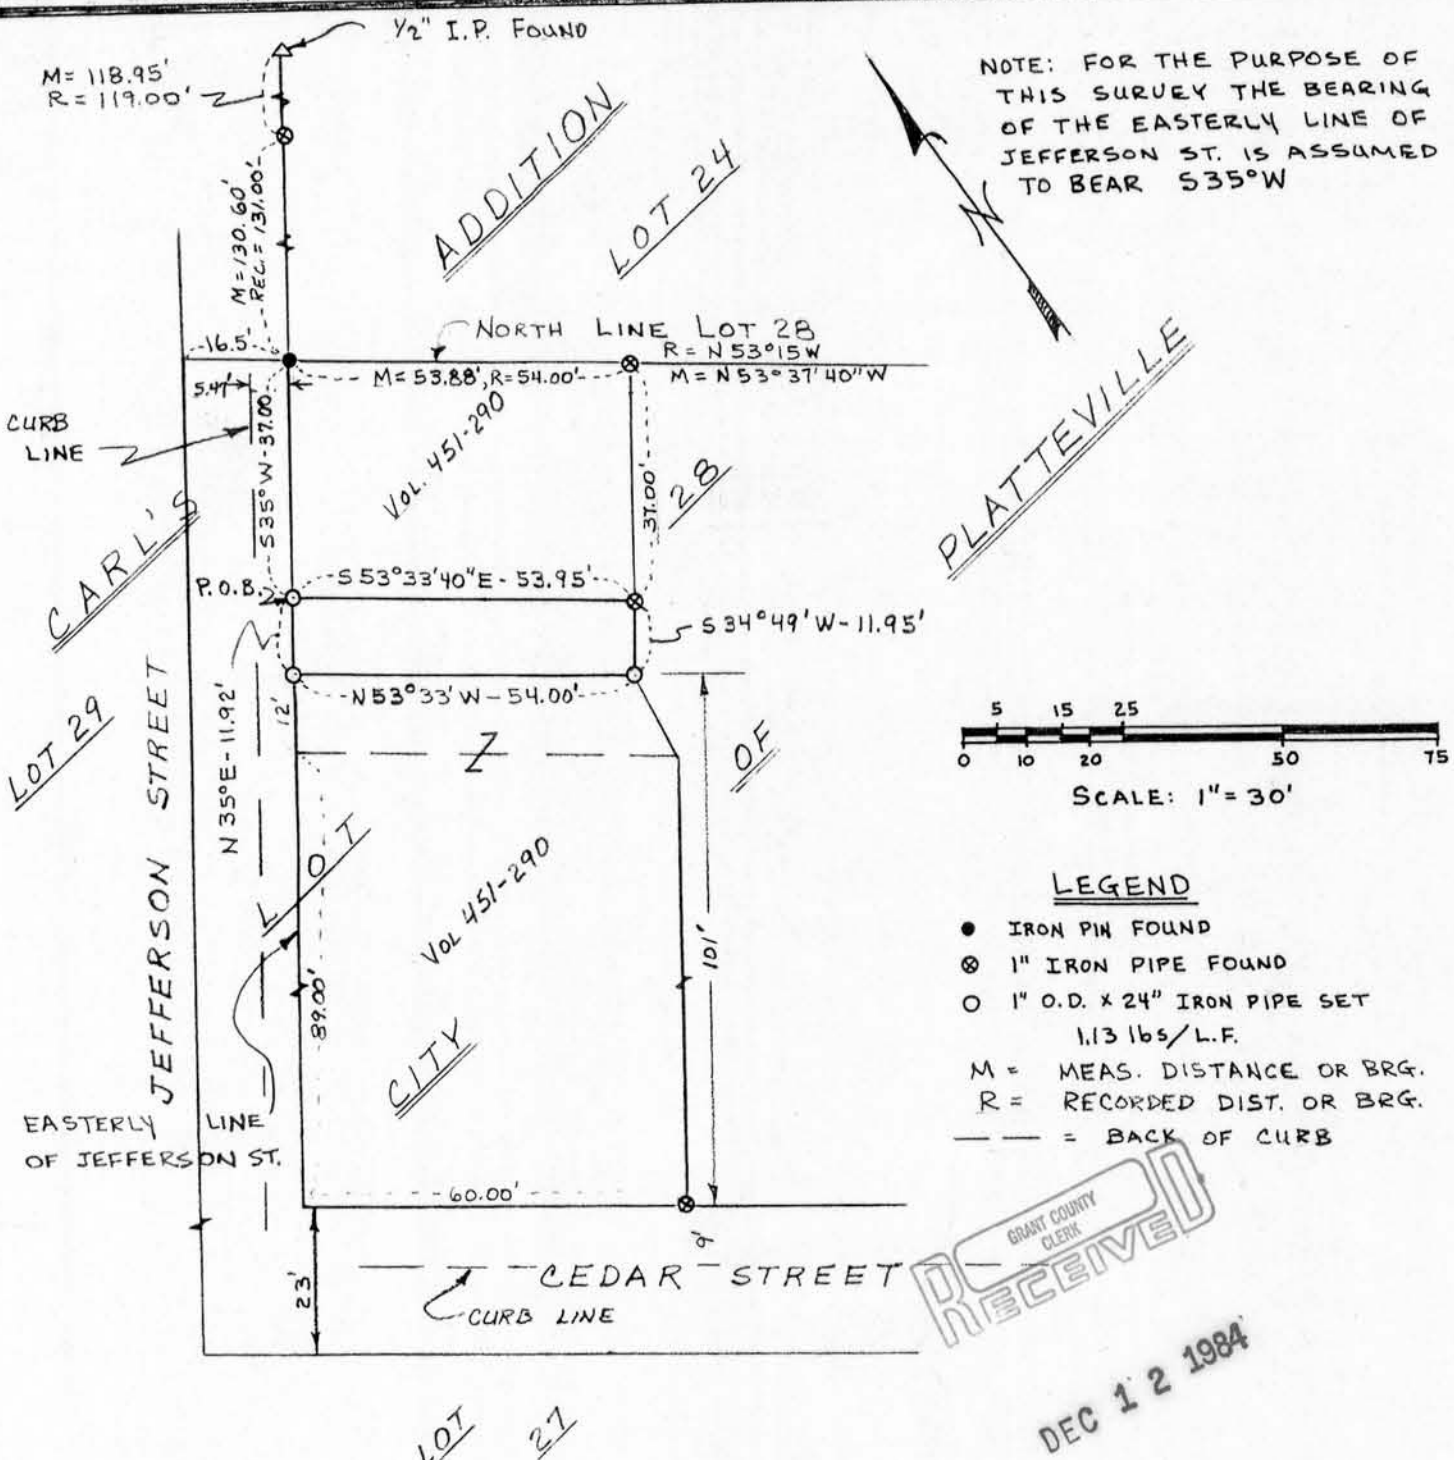 1/2" I.P. FOUND
M= 118.95'
R = 119.00'
NOTE: FOR THE PURPOSE OF
THIS SURVEY THE BEARING
OF THE EASTERLY LINE OF
JEFFERSON ST. IS ASSUMED
TO BEAR S35°W
N
ADDITION
LOT 24
M = 130.60'
REC. = 131.00'
16.5'
NORTH LINE LOT 28
R = N 53°15W
M = N 53°37'40"W
M = 53.88', R = 54.00'
5.47'
CURB
LINE
S35°W-37.00
VOL. 451-290
37.00'
28
PLATTEVILLE
CARL'S
P.O.B.
S 53°33'40"E - 53.95'
S 34°49'W - 11.95'
N 35°E - 11.92'
12'
N 53°33'W - 54.00'
LOT 29
JEFFERSON STREET
Z
OF
5 15 25
0 10 20 50 75
SCALE: 1" = 30'
LOT
VOL 451-290
89.00'
101'
CITY
LEGEND
● IRON PIN FOUND
⊗ 1" IRON PIPE FOUND
○ 1" O.D. X 24" IRON PIPE SET
1.13 lbs/L.F.
M = MEAS. DISTANCE OR BRG.
R = RECORDED DIST. OR BRG.
— — = BACK OF CURB
EASTERLY LINE
OF JEFFERSON ST.
60.00'
9'
23'
CEDAR STREET
CURB LINE
GRANT COUNTY
CLERK
RECEIVED
DEC 12 1984
LOT 27